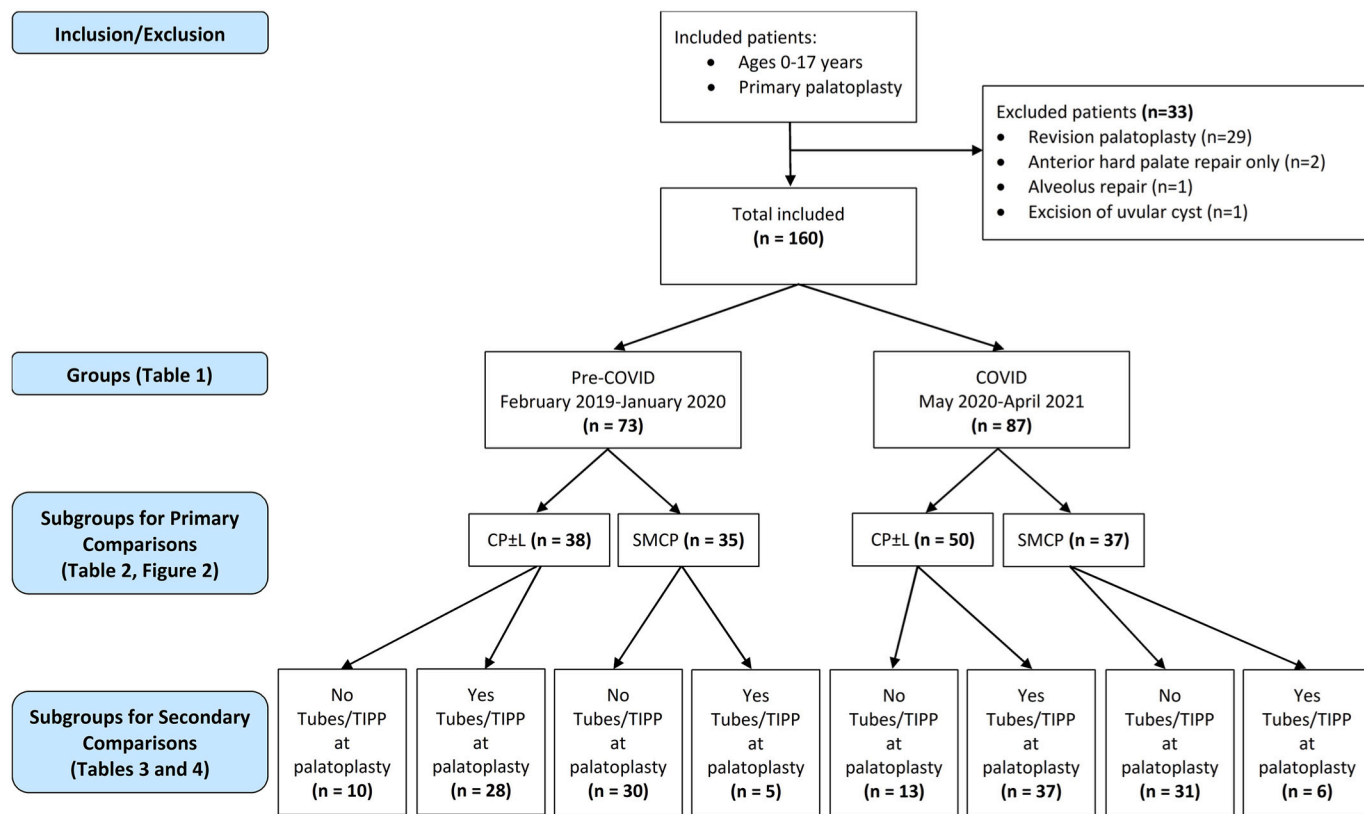 Inclusion/Exclusion
Included patients:
• Ages 0-17 years
• Primary palatoplasty
Excluded patients (n=33)
• Revision palatoplasty (n=29)
• Anterior hard palate repair only (n=2)
• Alveolus repair (n=1)
• Excision of uvular cyst (n=1)
Total included
(n = 160)
Groups (Table 1)
Pre-COVID
February 2019-January 2020
(n = 73)
COVID
May 2020-April 2021
(n = 87)
Subgroups for Primary
Comparisons
(Table 2, Figure 2)
CP±L (n = 38)
SMCP (n = 35)
CP±L (n = 50)
SMCP (n = 37)
Subgroups for Secondary
Comparisons
(Tables 3 and 4)
No
Tubes/TIPP
at
palatoplasty
(n = 10)
Yes
Tubes/TIPP
at
palatoplasty
(n = 28)
No
Tubes/TIPP
at
palatoplasty
(n = 30)
Yes
Tubes/TIPP
at
palatoplasty
(n = 5)
No
Tubes/TIPP
at
palatoplasty
(n = 13)
Yes
Tubes/TIPP
at
palatoplasty
(n = 37)
No
Tubes/TIPP
at
palatoplasty
(n = 31)
Yes
Tubes/TIPP
at
palatoplasty
(n = 6)